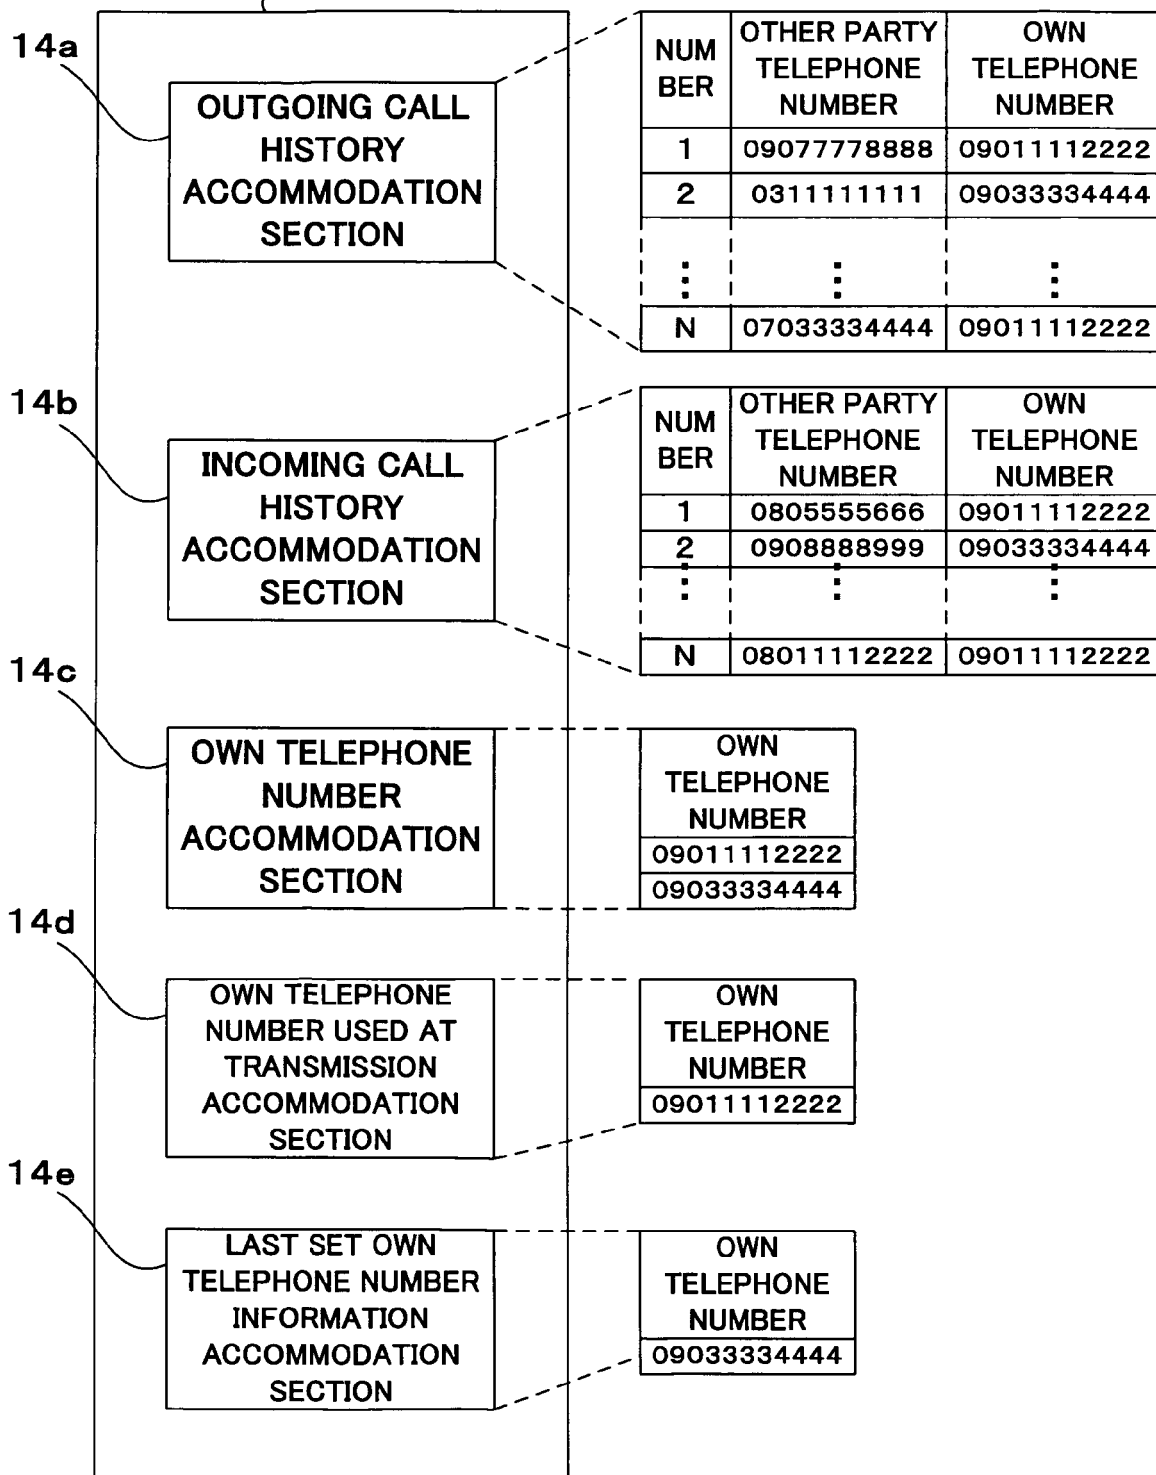 14a
OUTGOING CALL
HISTORY
ACCOMMODATION
SECTION
NUM
BER
OTHER PARTY
TELEPHONE
NUMBER
OWN
TELEPHONE
NUMBER
1 09077778888 09011112222
2 0311111111 09033334444
⋮ ⋮ ⋮
N 07033334444 09011112222
14b
INCOMING CALL
HISTORY
ACCOMMODATION
SECTION
NUM
BER
OTHER PARTY
TELEPHONE
NUMBER
OWN
TELEPHONE
NUMBER
1 0805555666 09011112222
2 0908888999 09033334444
⋮ ⋮ ⋮
N 08011112222 09011112222
14c
OWN TELEPHONE
NUMBER
ACCOMMODATION
SECTION
OWN
TELEPHONE
NUMBER
09011112222
09033334444
14d
OWN TELEPHONE
NUMBER USED AT
TRANSMISSION
ACCOMMODATION
SECTION
OWN
TELEPHONE
NUMBER
09011112222
14e
LAST SET OWN
TELEPHONE NUMBER
INFORMATION
ACCOMMODATION
SECTION
OWN
TELEPHONE
NUMBER
09033334444